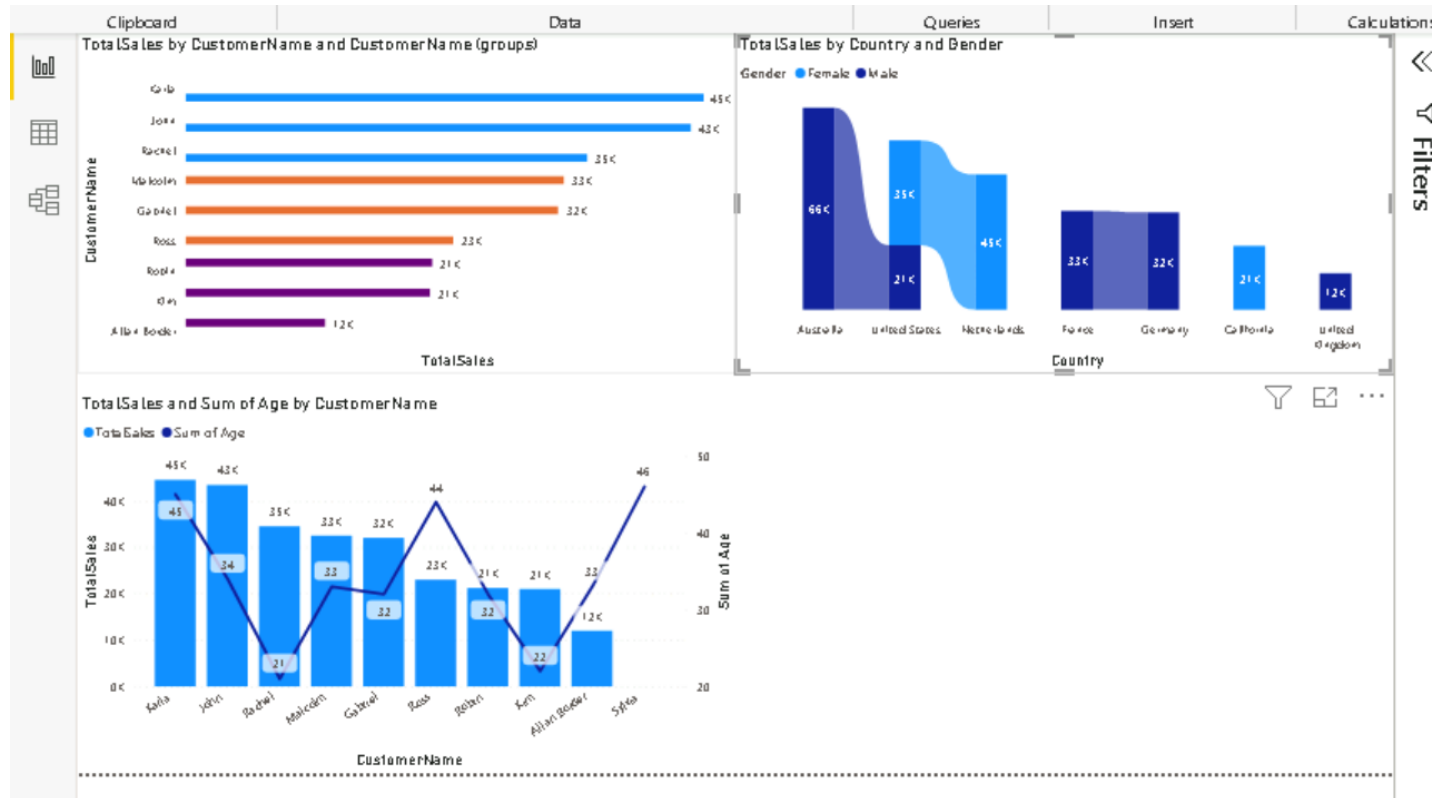 Clipboard Data Queries Insert Calculations
TotalSales by CustomerName and CustomerName (groups)
CustomerName
Karla 45K
John 43K
Rachel 35K
Malcolm 33K
Gabriel 32K
Ross 23K
21K
21K
Allan Border 12K
TotalSales
TotalSales by Country and Gender
Gender Female Male
66K 35K 21K 45K 33K 32K 21K 12K
Australia United States Netherlands France Germany California United Kingdom
Country
Filters
TotalSales and Sum of Age by CustomerName
TotalSales Sum of Age
TotalSales
40K
30K
20K
10K
0K
45K 43K 35K 33K 32K 23K 21K 21K 12K
45 34 21 33 32 44 32 22 33 46
50
40
30
20
Sum of Age
Karla John Rachel Malcolm Gabriel Ross Allan Border
CustomerName